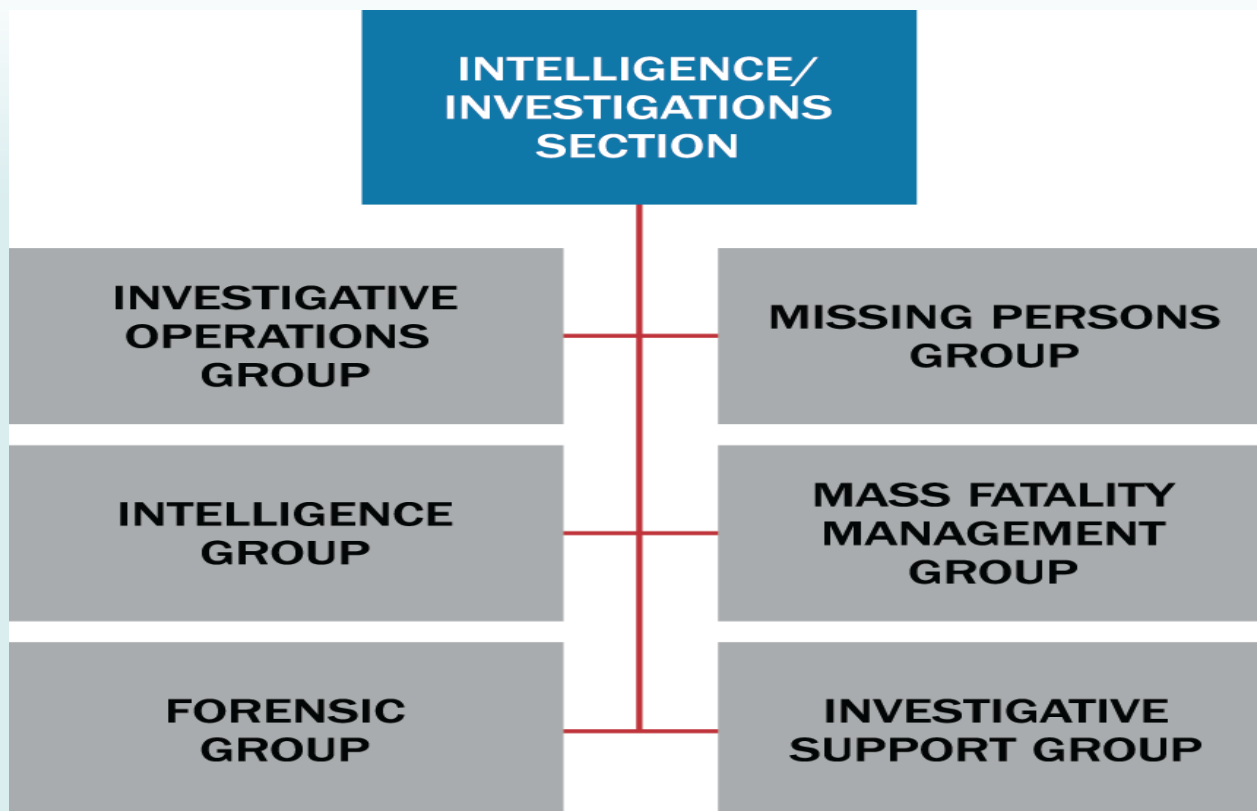 INTELLIGENCE/
INVESTIGATIONS
SECTION
INVESTIGATIVE
OPERATIONS
GROUP
MISSING PERSONS
GROUP
INTELLIGENCE
GROUP
MASS FATALITY
MANAGEMENT
GROUP
FORENSIC
GROUP
INVESTIGATIVE
SUPPORT GROUP